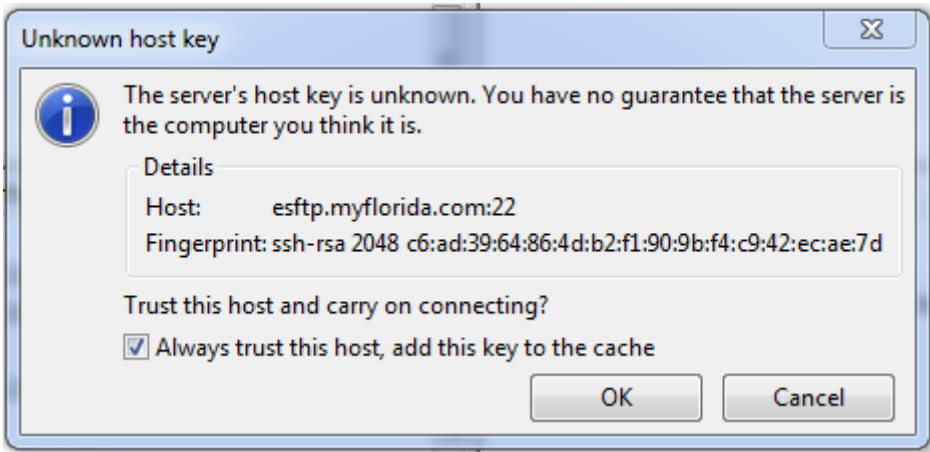 Unknown host key
The server's host key is unknown. You have no guarantee that the server is
the computer you think it is.
Details
Host: esftp.myflorida.com:22
Fingerprint: ssh-rsa 2048 c6:ad:39:64:86:4d:b2:f1:90:9b:f4:c9:42:ec:ae:7d
Trust this host and carry on connecting?
Always trust this host, add this key to the cache
OK Cancel